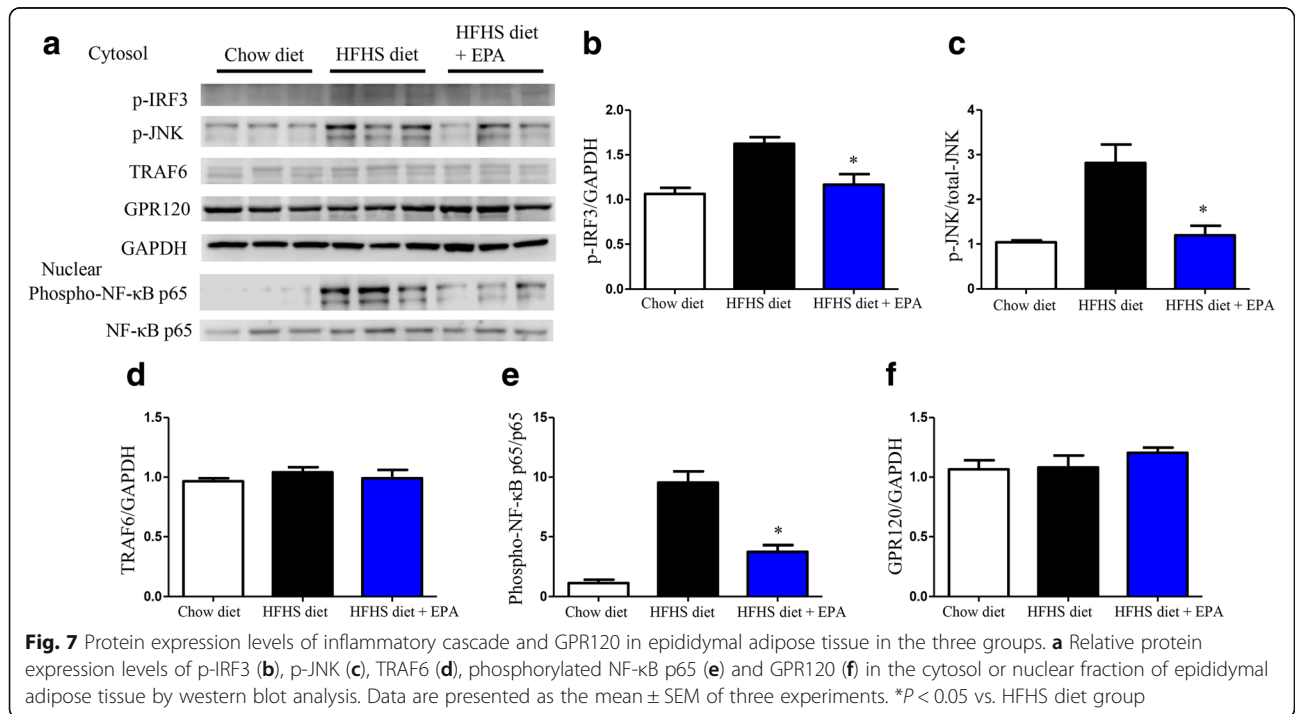 a
Cytosol
Chow diet
HFHS diet
HFHS diet
+ EPA
p-IRF3
p-JNK
TRAF6
GPR120
GAPDH
Nuclear
Phospho-NF-κB p65
NF-κB p65
b
p-IRF3/GAPDH
2.0
1.5
1.0
0.5
0.0
*
Chow diet HFHS diet HFHS diet + EPA
c
p-JNK/total-JNK
4
3
2
1
0
*
Chow diet HFHS diet HFHS diet + EPA
d
TRAF6/GAPDH
1.5
1.0
0.5
0.0
Chow diet HFHS diet HFHS diet + EPA
e
Phospho-NF-κB p65/p65
15
10
5
0
*
Chow diet HFHS diet HFHS diet + EPA
f
GPR120/GAPDH
1.5
1.0
0.5
0.0
Chow diet HFHS diet HFHS diet + EPA
Fig. 7 Protein expression levels of inflammatory cascade and GPR120 in epididymal adipose tissue in the three groups. a Relative protein
expression levels of p-IRF3 (b), p-JNK (c), TRAF6 (d), phosphorylated NF-κB p65 (e) and GPR120 (f) in the cytosol or nuclear fraction of epididymal
adipose tissue by western blot analysis. Data are presented as the mean ± SEM of three experiments. *P < 0.05 vs. HFHS diet group